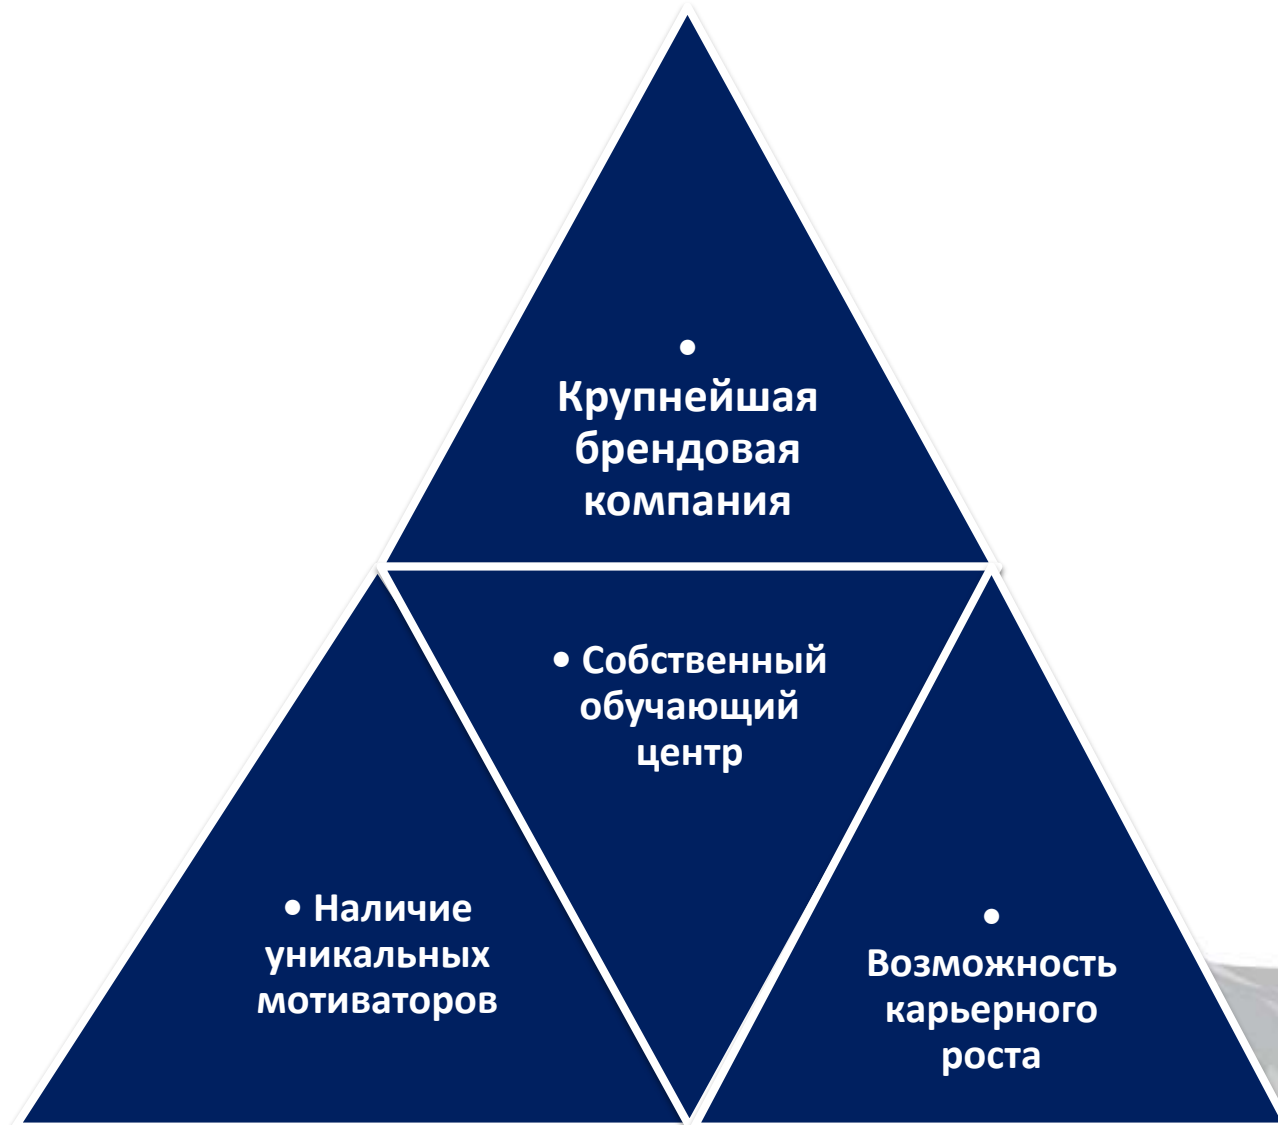 •
Крупнейшая
брендовая
компания
• Собственный
обучающий
центр
• Наличие
уникальных
мотиваторов
•
Возможность
карьерного
роста